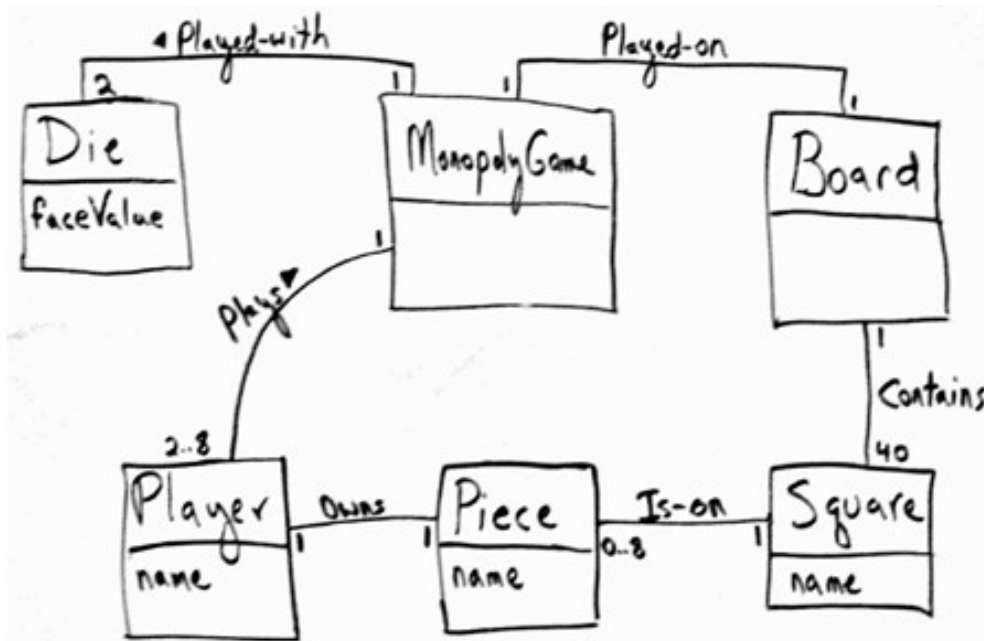 ◄ Played-with
Played-on
2
1
1
1
Die
faceValue
MonopolyGame
Board
1
Plays ►
1
Contains
2..8
40
Player
name
Owns
1
1
Piece
name
Is-on
0..8
1
Square
name